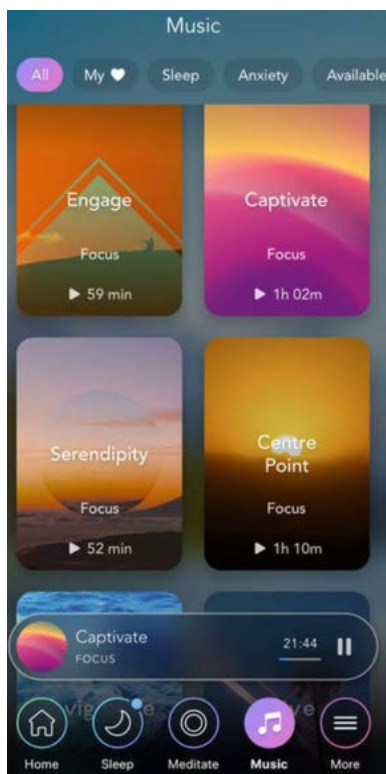 Music
All
My
Sleep
Anxiety
Available
Engage
Focus
59 min
Captivate
Focus
1h 02m
Serendipity
Focus
52 min
Centre
Point
Focus
1h 10m
Captivate
FOCUS
21:44
Home
Sleep
Meditate
Music
More